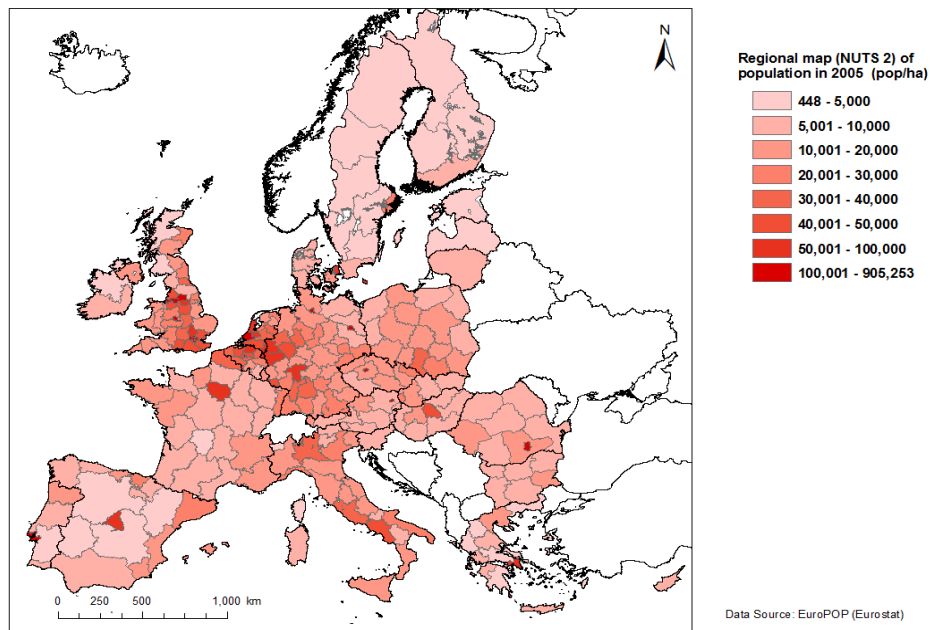 N
Regional map (NUTS 2) of
population in 2005 (pop/ha)
448 - 5,000
5,001 - 10,000
10,001 - 20,000
20,001 - 30,000
30,001 - 40,000
40,001 - 50,000
50,001 - 100,000
100,001 - 905,253
0 250 500 1,000 km
Data Source: EuroPOP (Eurostat)